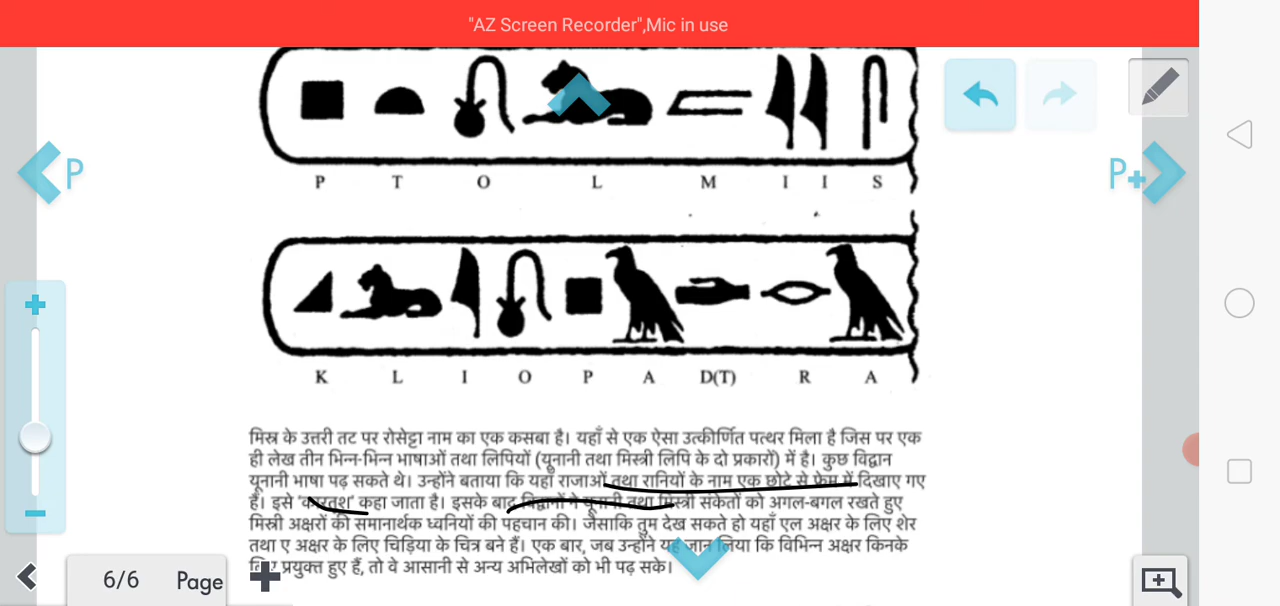 "AZ Screen Recorder",Mic in use
P
P+
P T O L M I I S
K L I O P A D(T) R A
मिस्र के उत्तरी तट पर रोसेट्टा नाम का एक कसबा है। यहाँ से एक ऐसा उत्कीर्णित पत्थर मिला है जिस पर एक
ही लेख तीन भिन्न-भिन्न भाषाओं तथा लिपियों (यूनानी तथा मिस्त्री लिपि के दो प्रकारों) में है। कुछ विद्वान
यूनानी भाषा पढ़ सकते थे। उन्होंने बताया कि यहाँ राजाओं तथा रानियों के नाम एक छोटे से फ्रेम में दिखाए गए
हैं। इसे 'कारतूश' कहा जाता है। इसके बाद विद्वानों ने यूनानी तथा मिस्त्री संकेतों को अगल-बगल रखते हुए
मिस्री अक्षरों की समानार्थक ध्वनियों की पहचान की। जैसाकि तुम देख सकते हो यहाँ एल अक्षर के लिए शेर
तथा ए अक्षर के लिए चिड़िया के चित्र बने हैं। एक बार, जब उन्होंने यह जान लिया कि विभिन्न अक्षर किनके
लिए प्रयुक्त हुए हैं, तो वे आसानी से अन्य अभिलेखों को भी पढ़ सके।
6/6 Page